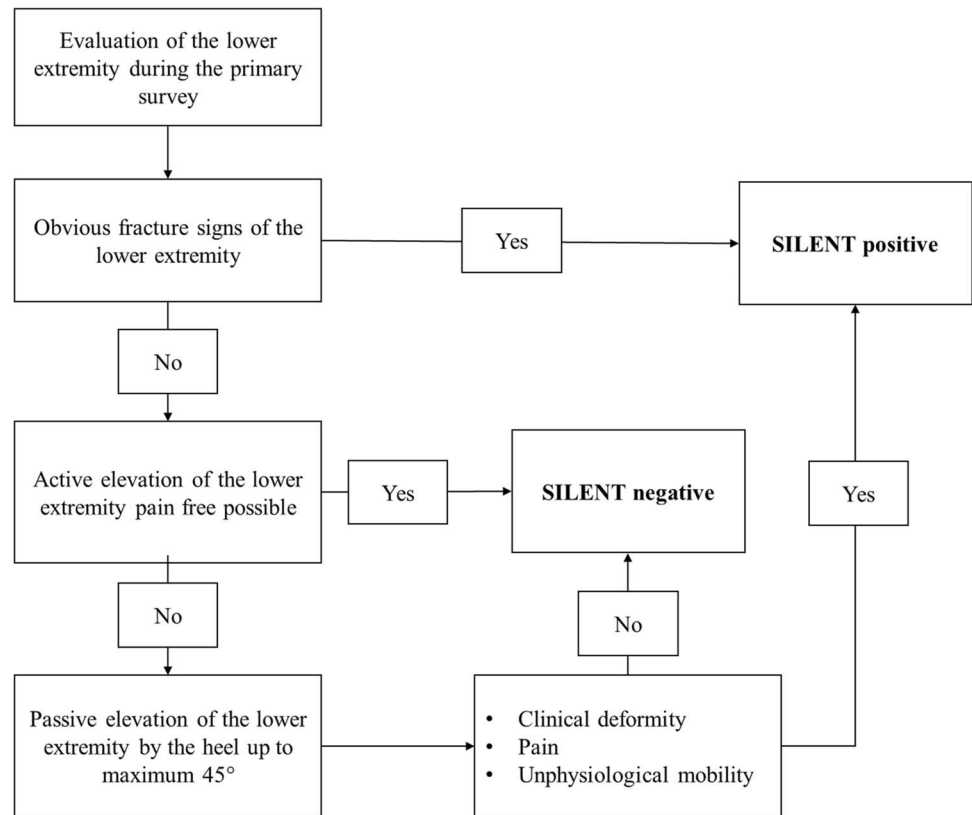 Evaluation of the lower
extremity during the primary
survey
Obvious fracture signs of the
lower extremity
Yes
SILENT positive
No
Active elevation of the lower
extremity pain free possible
Yes
SILENT negative
Yes
No
No
Passive elevation of the lower
extremity by the heel up to
maximum 45°
• Clinical deformity
• Pain
• Unphysiological mobility